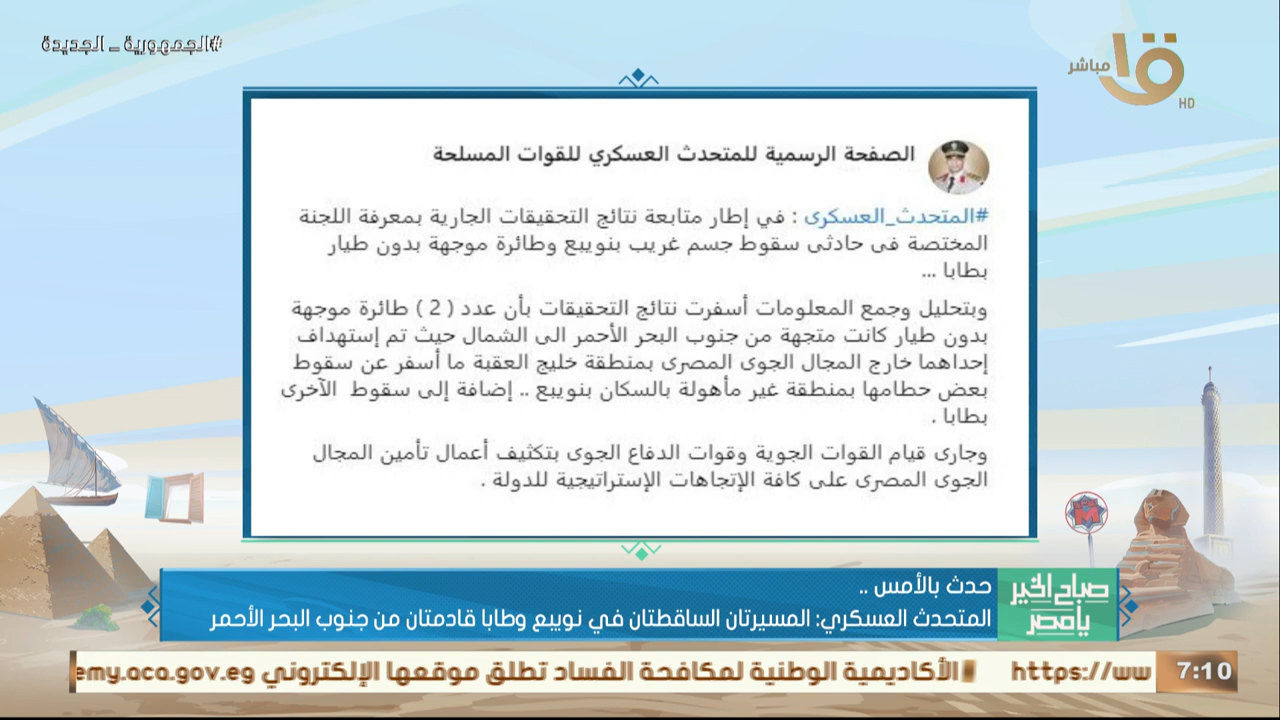 #الجمهورية _ الجديدة
مباشر
HD
الصفحة الرسمية للمتحدث العسكري للقوات المسلحة
#المتحدث_العسكرى : في إطار متابعة نتائج التحقيقات الجارية بمعرفة اللجنة
المختصة فى حادثى سقوط جسم غريب بنويبع وطائرة موجهة بدون طيار
بطابا ...
وبتحليل وجمع المعلومات أسفرت نتائج التحقيقات بأن عدد ( 2 ) طائرة موجهة
بدون طيار كانت متجهة من جنوب البحر الأحمر الى الشمال حيث تم إستهداف
إحداهما خارج المجال الجوى المصرى بمنطقة خليج العقبة ما أسفر عن سقوط
بعض حطامها بمنطقة غير مأهولة بالسكان بنويبع .. إضافة إلى سقوط الآخرى
بطابا .
وجارى قيام القوات الجوية وقوات الدفاع الجوى بتكثيف أعمال تأمين المجال
الجوى المصرى على كافة الإتجاهات الإستراتيجية للدولة .
صباح الخير
يا مصر
حدث بالأمس ..
المتحدث العسكري: المسيرتان الساقطتان في نويبع وطابا قادمتان من جنوب البحر الأحمر
7:10
https://ww
الأكاديمية الوطنية لمكافحة الفساد تطلق موقعها الإلكتروني
emy.aca.gov.eg